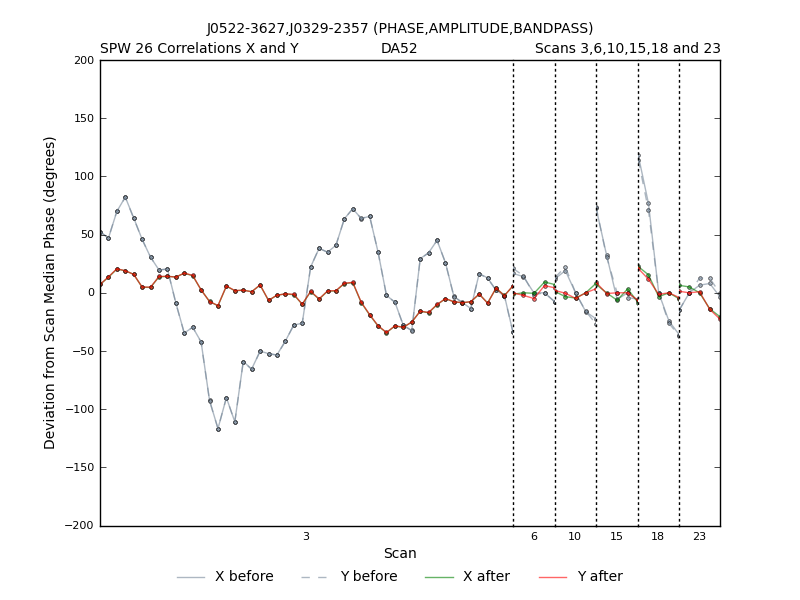 J0522-3627,J0329-2357 (PHASE,AMPLITUDE,BANDPASS)
SPW 26 Correlations X and Y DA52 Scans 3,6,10,15,18 and 23
200
150
100
50
0
−50
−100
−150
−200
Deviation from Scan Median Phase (degrees)
3 6 10 15 18 23
Scan
X before Y before X after Y after